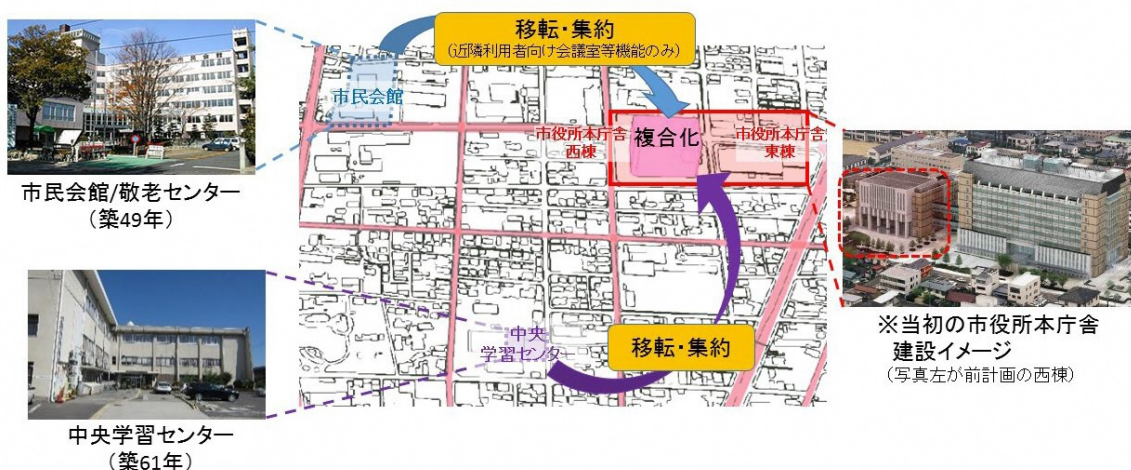 移転・集約
(近隣利用者向け会議室等機能のみ)
市民会館
市役所本庁舎
西棟
複合化
市役所本庁舎
東棟
市民会館/敬老センター
(築49年)
中央
学習センター
移転・集約
※当初の市役所本庁舎
建設イメージ
(写真左が前計画の西棟)
中央学習センター
(築61年)